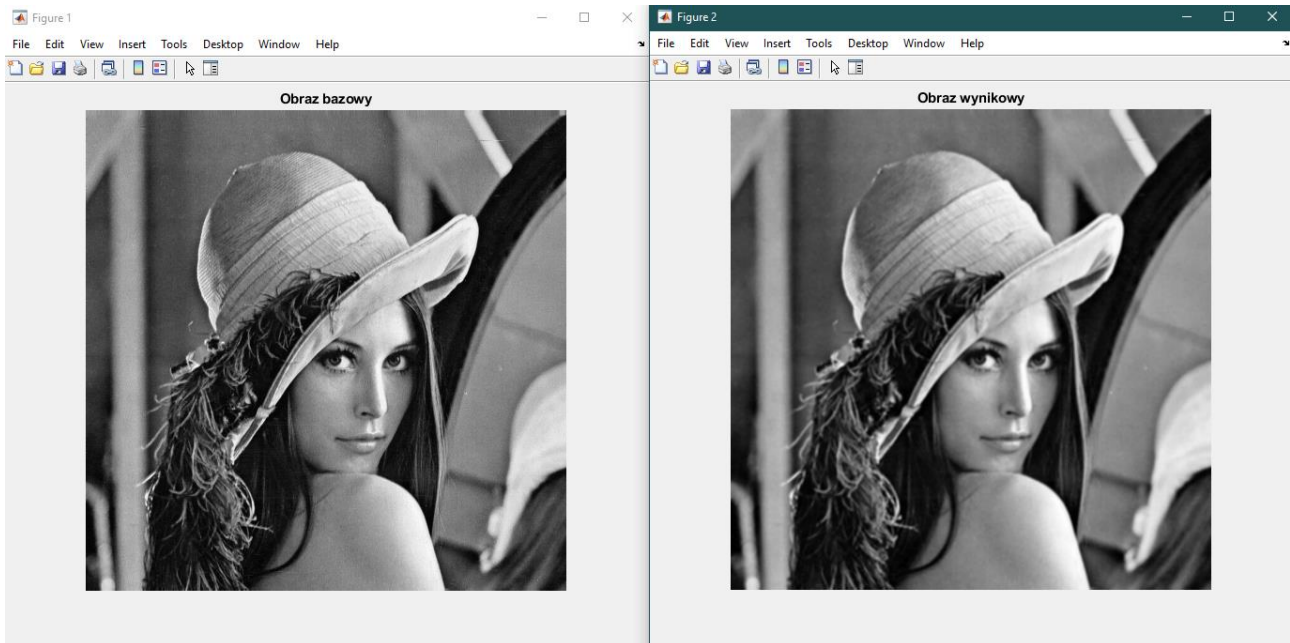 Figure 1
File Edit View Insert Tools Desktop Window Help
Obraz bazowy
Figure 2
File Edit View Insert Tools Desktop Window Help
Obraz wynikowy